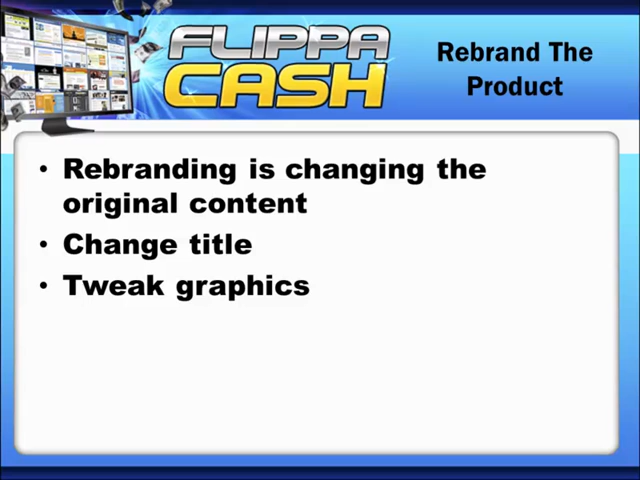 FLIPPA
CASH
Rebrand The
Product
• Rebranding is changing the
original content
• Change title
• Tweak graphics